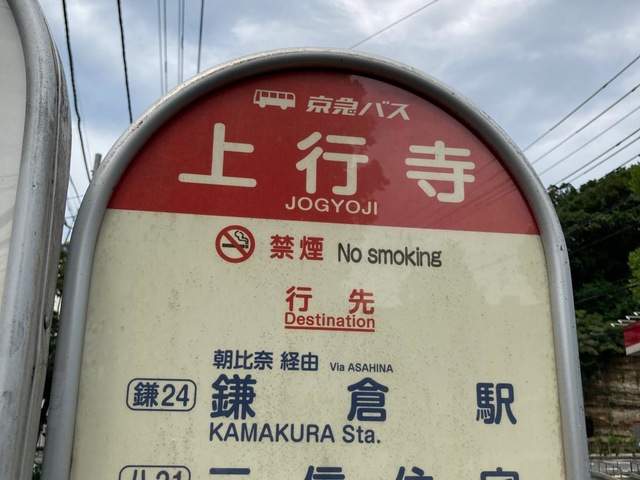 京急バス
上行寺
JOGYOJI
禁煙 No smoking
行先
Destination
朝比奈 経由 Via ASAHINA
鎌24 鎌倉駅
KAMAKURA Sta.